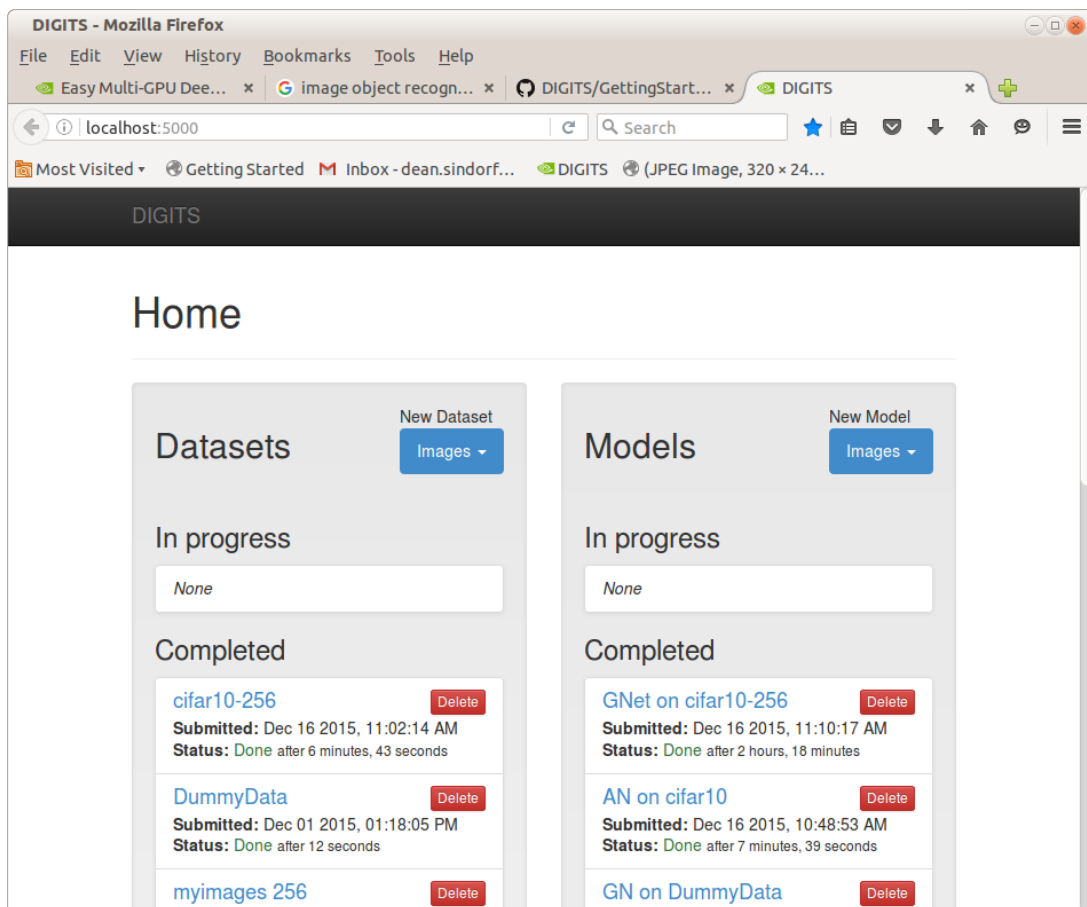 DIGITS - Mozilla Firefox
File Edit View History Bookmarks Tools Help
Easy Multi-GPU Dee... image object recogn... DIGITS/GettingStart... DIGITS
localhost:5000 Search
Most Visited Getting Started Inbox - dean.sindorf... DIGITS (JPEG Image, 320 × 24...
DIGITS
Home
Datasets
New Dataset
Images
In progress
None
Completed
cifar10-256 Delete
Submitted: Dec 16 2015, 11:02:14 AM
Status: Done after 6 minutes, 43 seconds
DummyData Delete
Submitted: Dec 01 2015, 01:18:05 PM
Status: Done after 12 seconds
myimages 256 Delete
Models
New Model
Images
In progress
None
Completed
GNet on cifar10-256 Delete
Submitted: Dec 16 2015, 11:10:17 AM
Status: Done after 2 hours, 18 minutes
AN on cifar10 Delete
Submitted: Dec 16 2015, 10:48:53 AM
Status: Done after 7 minutes, 39 seconds
GN on DummyData Delete